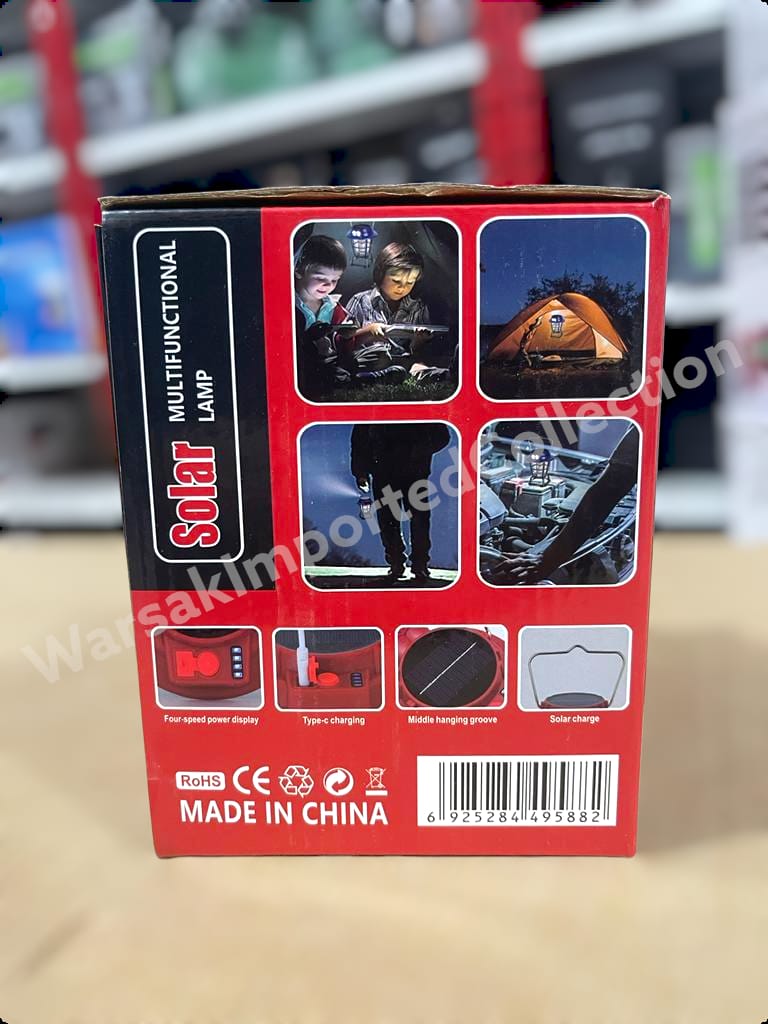 Solar
MULTIFUNCTIONAL
LAMP
WarsakImportedCollection
Four-speed power display
Type-c charging
Middle hanging groove
Solar charge
RoHS
CE
MADE IN CHINA
6 925284 495882